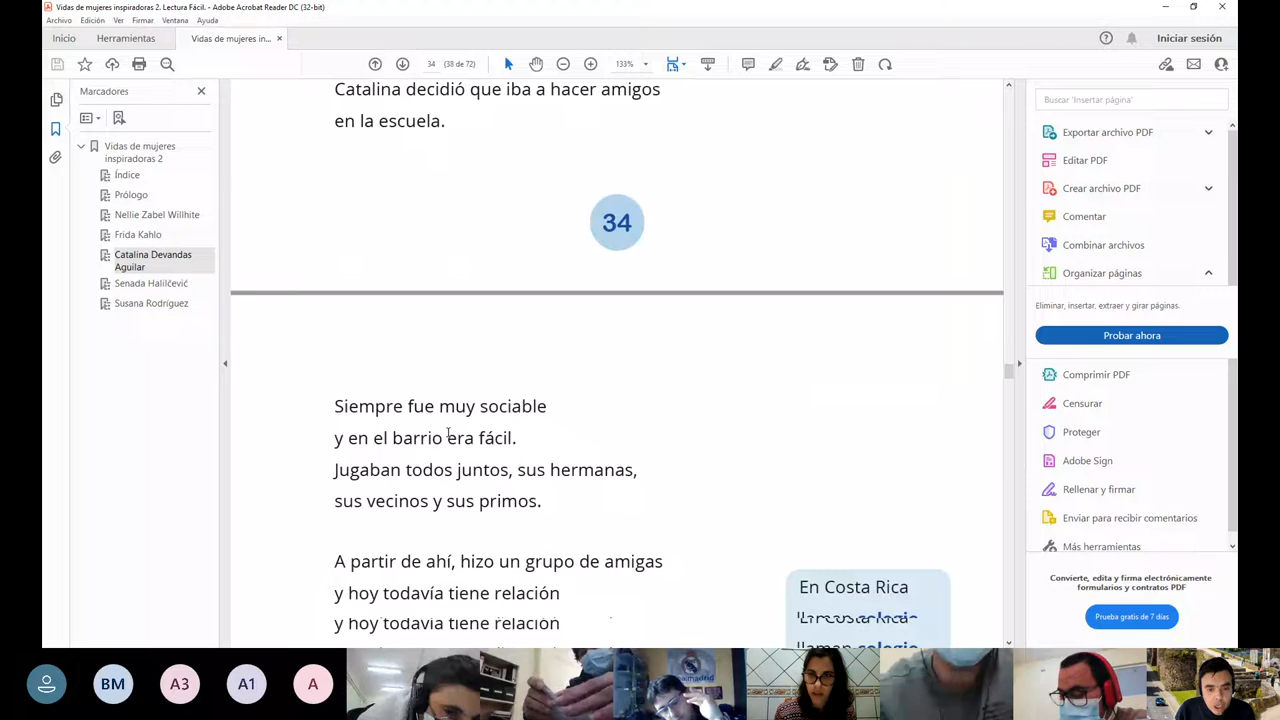 Vidas de mujeres inspiradoras 2. Lectura Fácil. - Adobe Acrobat Reader DC (32-bit)
Archivo Edición Ver Firmar Ventana Ayuda
Inicio Herramientas Vidas de mujeres in... × Iniciar sesión
34 (38 de 72) 133%
Marcadores
Vidas de mujeres
inspiradoras 2
Índice
Prólogo
Nellie Zabel Willhite
Frida Kahlo
Catalina Devandas
Aguilar
Senada Halilčević
Susana Rodríguez
Catalina decidió que iba a hacer amigos
en la escuela.
34
Siempre fue muy sociable
y en el barrio era fácil.
Jugaban todos juntos, sus hermanas,
sus vecinos y sus primos.
A partir de ahí, hizo un grupo de amigas
y hoy todavía tiene relación
y hoy todavía tiene relación
En Costa Rica
llaman colegio
Buscar 'Insertar página'
Exportar archivo PDF
Editar PDF
Crear archivo PDF
Comentar
Combinar archivos
Organizar páginas
Eliminar, insertar, extraer y girar páginas.
Probar ahora
Comprimir PDF
Censurar
Proteger
Adobe Sign
Rellenar y firmar
Enviar para recibir comentarios
Más herramientas
Convierte, edita y firma electrónicamente
formularios y contratos PDF
Prueba gratis de 7 días
BM A3 A1 A